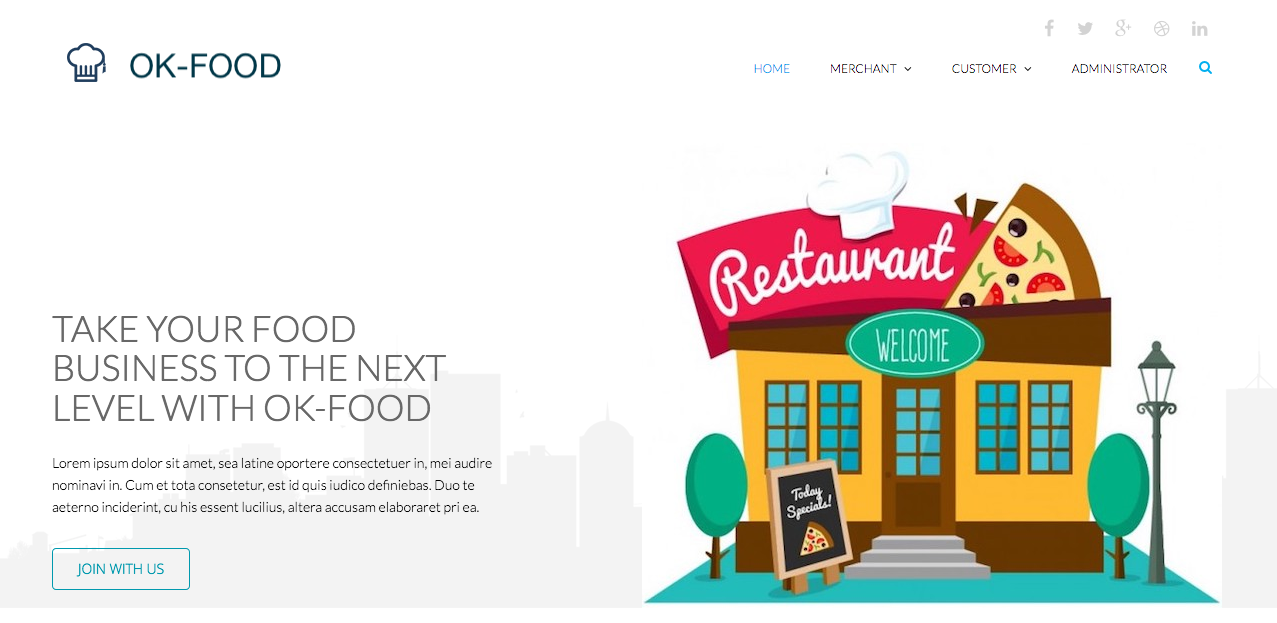 OK-FOOD
HOME MERCHANT CUSTOMER ADMINISTRATOR
Restaurant
WELCOME
Today
Specials!
TAKE YOUR FOOD
BUSINESS TO THE NEXT
LEVEL WITH OK-FOOD
Lorem ipsum dolor sit amet, sea latine oportere consectetuer in, mei audire
nominavi in. Cum et tota consetetur, est id quis iudico definiebas. Duo te
aeterno inciderint, cu his essent lucilius, altera accusam elaboraret pri ea.
JOIN WITH US